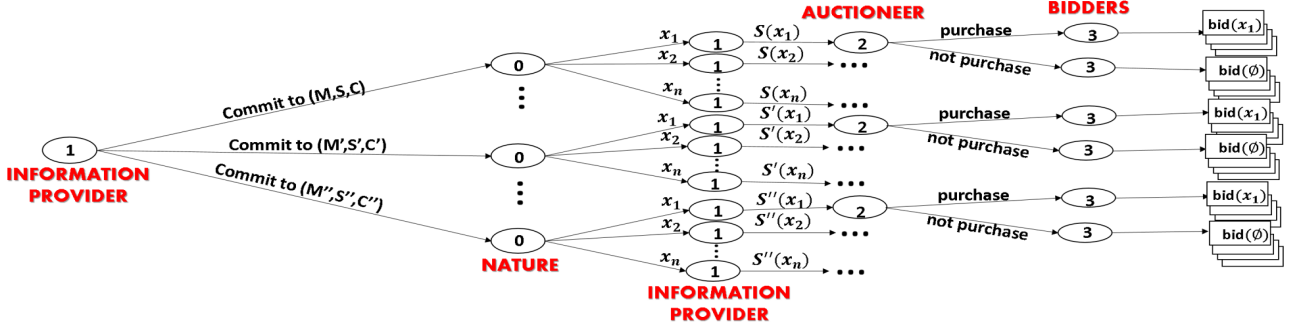 AUCTIONEER
BIDDERS
x₁ 1 S(x₁) 2 purchase 3 bid(x₁)
x₂ 1 S(x₂) •••
Commit to (M,S,C) 0 not purchase 3 bid(∅)
xₙ 1 S(xₙ) •••
x₁ 1 S′(x₁) 2 purchase 3 bid(x₁)
x₂ 1 S′(x₂) •••
1 Commit to (M′,S′,C′) 0 not purchase 3 bid(∅)
INFORMATION
PROVIDER
xₙ 1 S′(xₙ) •••
Commit to (M′′,S′′,C′′)
x₁ 1 S′′(x₁) 2 purchase 3 bid(x₁)
x₂ 1 S′′(x₂) •••
0 not purchase 3 bid(∅)
NATURE
xₙ 1 S′′(xₙ) •••
INFORMATION
PROVIDER